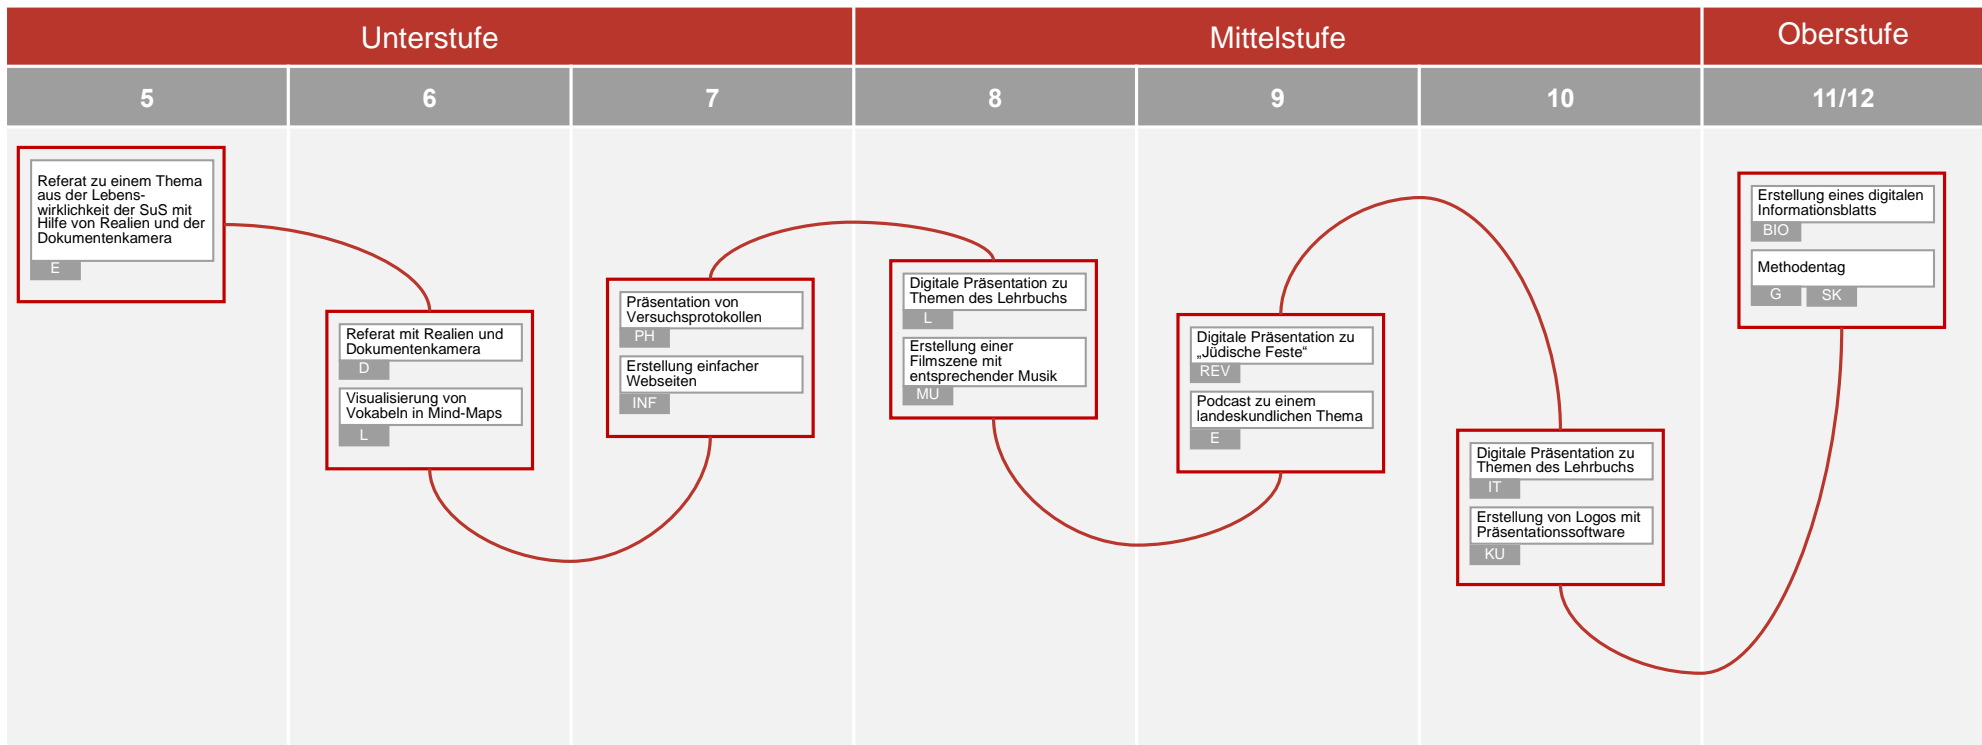 Unterstufe
Mittelstufe
Oberstufe
5
6
7
8
9
10
11/12
Referat zu einem Thema
aus der Lebens-
wirklichkeit der SuS mit
Hilfe von Realien und der
Dokumentenkamera
E
Referat mit Realien und
Dokumentenkamera
D
Visualisierung von
Vokabeln in Mind-Maps
L
Präsentation von
Versuchsprotokollen
PH
Erstellung einfacher
Webseiten
INF
Digitale Präsentation zu
Themen des Lehrbuchs
L
Erstellung einer
Filmszene mit
entsprechender Musik
MU
Digitale Präsentation zu
„Jüdische Feste“
REV
Podcast zu einem
landeskundlichen Thema
E
Digitale Präsentation zu
Themen des Lehrbuchs
IT
Erstellung von Logos mit
Präsentationssoftware
KU
Erstellung eines digitalen
Informationsblatts
BIO
Methodentag
G SK